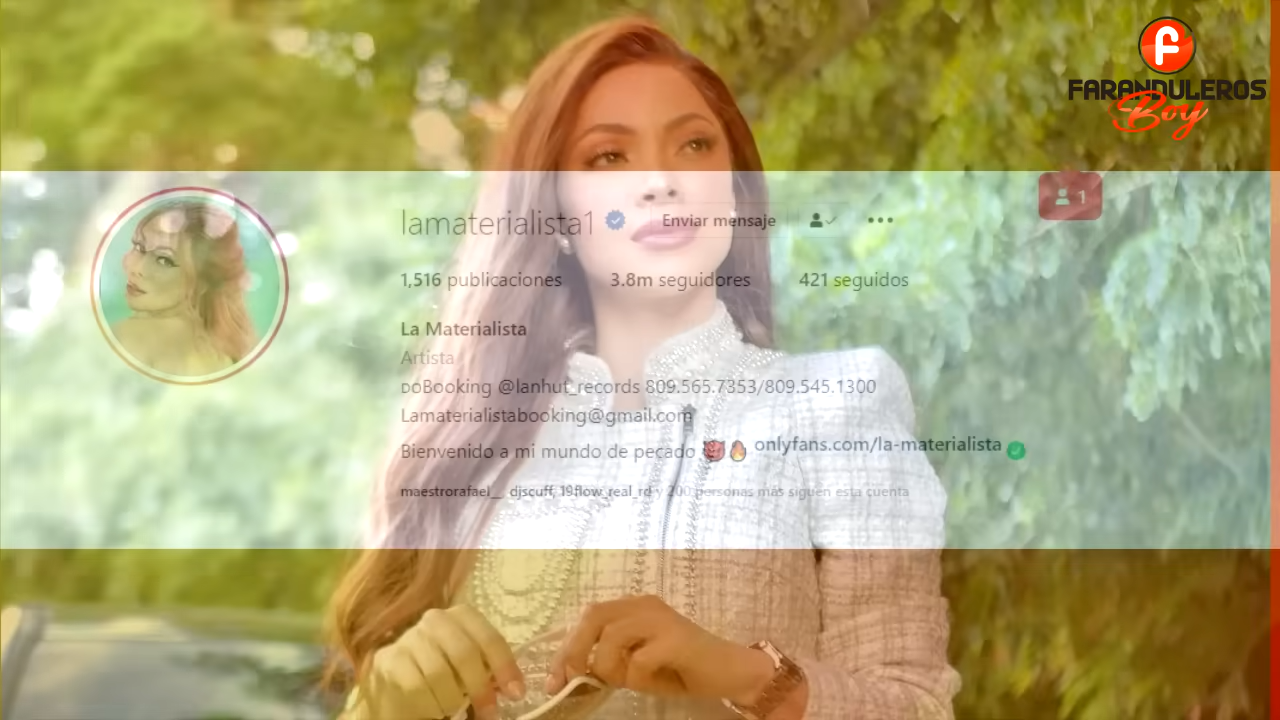 f
FARANDULEROS
Boy
1
lamaterialista1 Enviar mensaje
1,516 publicaciones 3.8m seguidores 421 seguidos
La Materialista
Artista
DOBooking @lanhut_records 809.565.7353/809.545.1300
Lamaterialistabooking@gmail.com
Bienvenido a mi mundo de pecado 👹🔥 onlyfans.com/la-materialista
maestrorafael__, djscuff, 19flow_real_rd y 200 personas más siguen esta cuenta